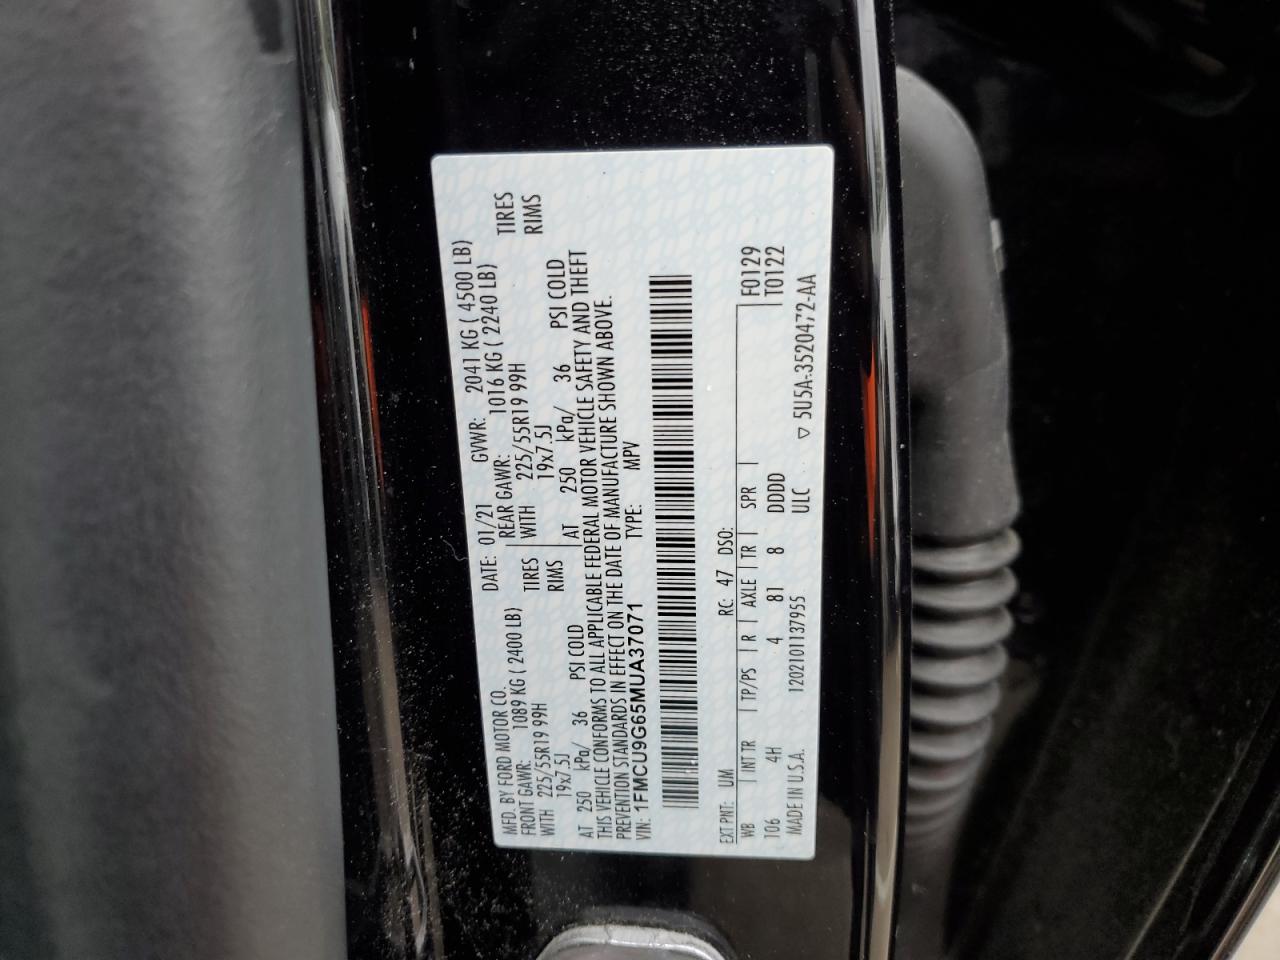 MFD. BY FORD MOTOR CO. DATE: 01/21 GVWR: 2041 KG ( 4500 LB)
FRONT GAWR: 1089 KG ( 2400 LB) REAR GAWR: 1016 KG ( 2240 LB)
WITH 225/55R19 99H TIRES WITH 225/55R19 99H TIRES
19x7.5J RIMS 19x7.5J RIMS
AT 250 kPa/ 36 PSI COLD AT 250 kPa/ 36 PSI COLD
THIS VEHICLE CONFORMS TO ALL APPLICABLE FEDERAL MOTOR VEHICLE SAFETY AND THEFT
PREVENTION STANDARDS IN EFFECT ON THE DATE OF MANUFACTURE SHOWN ABOVE.
VIN: 1FMCU9G65MUA37071 TYPE: MPV
EXT PNT: UM RC: 47 DSO: F0129
WB INT TR TP/PS R AXLE TR SPR T0122
106 4H 4 81 8 DDDD
MADE IN U.S.A. 1202101137955 ULC ▽ 5U5A-3520472-AA